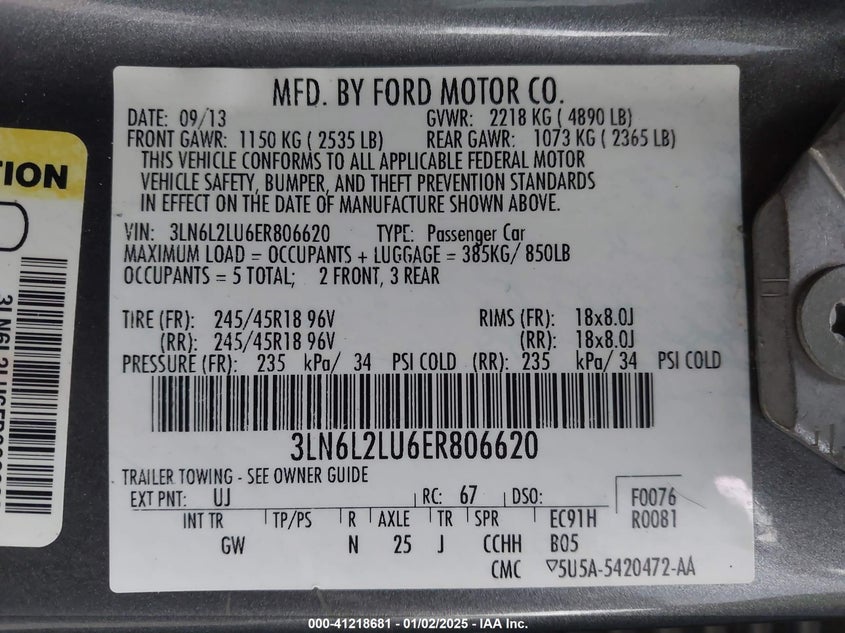 MFD. BY FORD MOTOR CO.
DATE: 09/13 GVWR: 2218 KG ( 4890 LB)
FRONT GAWR: 1150 KG ( 2535 LB) REAR GAWR: 1073 KG ( 2365 LB)
THIS VEHICLE CONFORMS TO ALL APPLICABLE FEDERAL MOTOR
VEHICLE SAFETY, BUMPER, AND THEFT PREVENTION STANDARDS
IN EFFECT ON THE DATE OF MANUFACTURE SHOWN ABOVE.
VIN: 3LN6L2LU6ER806620 TYPE: Passenger Car
MAXIMUM LOAD = OCCUPANTS + LUGGAGE = 385KG/ 850LB
OCCUPANTS = 5 TOTAL; 2 FRONT, 3 REAR
TIRE (FR): 245/45R18 96V RIMS (FR): 18x8.0J
(RR): 245/45R18 96V (RR): 18x8.0J
PRESSURE (FR): 235 kPa/ 34 PSI COLD (RR): 235 kPa/ 34 PSI COLD
3LN6L2LU6ER806620
TRAILER TOWING - SEE OWNER GUIDE
EXT PNT: UJ RC: 67 DSO: F0076
INT TR TP/PS R AXLE TR SPR EC91H R0081
GW N 25 J CCHH B05
CMC ▽5U5A-5420472-AA
TION
000-41218681 - 01/02/2025 - IAA Inc.